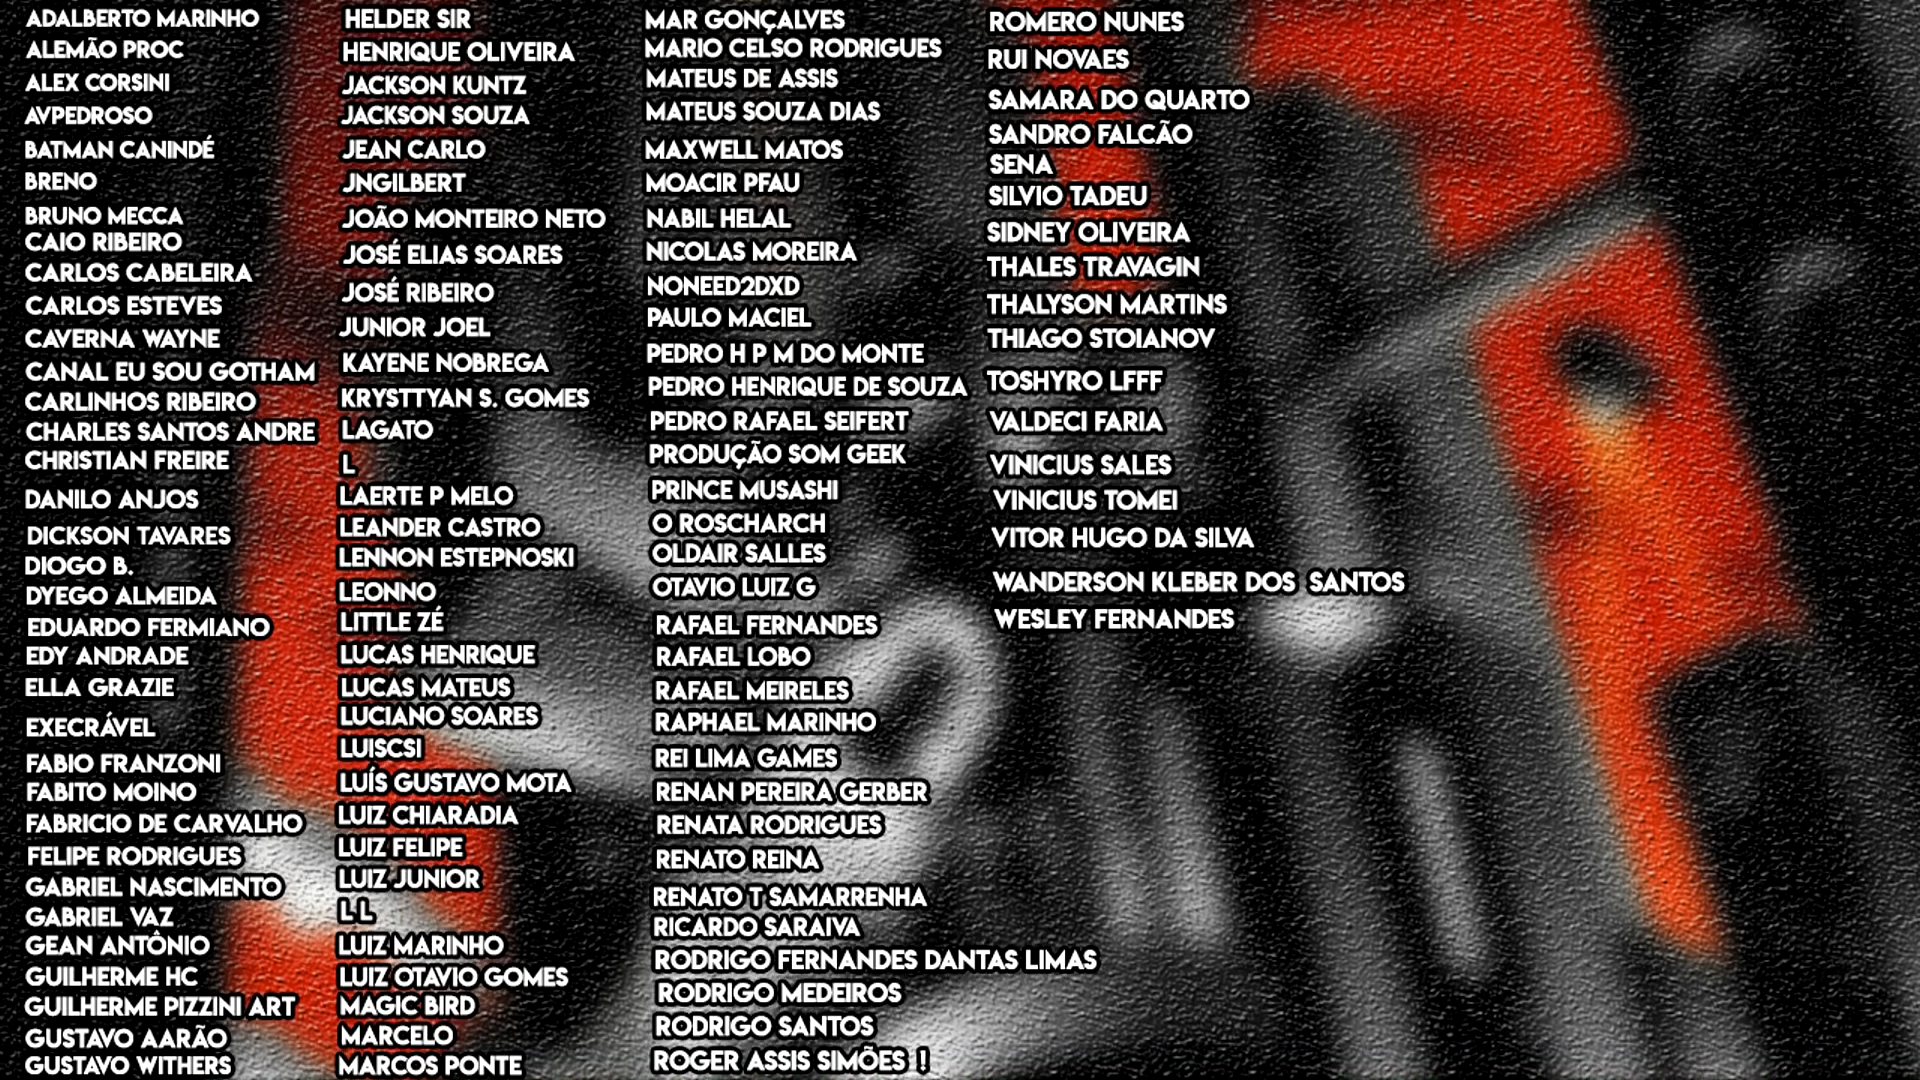 ADALBERTO MARINHO
ALEMÃO PROC
ALEX CORSINI
AVPEDROSO
BATMAN CANINDÉ
BRENO
BRUNO MECCA
CAIO RIBEIRO
CARLOS CABELEIRA
CARLOS ESTEVES
CAVERNA WAYNE
CANAL EU SOU GOTHAM
CARLINHOS RIBEIRO
CHARLES SANTOS ANDRE
CHRISTIAN FREIRE
DANILO ANJOS
DICKSON TAVARES
DIOGO B.
DYEGO ALMEIDA
EDUARDO FERMIANO
EDY ANDRADE
ELLA GRAZIE
EXECRÁVEL
FABIO FRANZONI
FABITO MOINO
FABRICIO DE CARVALHO
FELIPE RODRIGUES
GABRIEL NASCIMENTO
GABRIEL VAZ
GEAN ANTÔNIO
GUILHERME HC
GUILHERME PIZZINI ART
GUSTAVO AARÃO
GUSTAVO WITHERS
HELDER SIR
HENRIQUE OLIVEIRA
JACKSON KUNTZ
JACKSON SOUZA
JEAN CARLO
JNGILBERT
JOÃO MONTEIRO NETO
JOSÉ ELIAS SOARES
JOSÉ RIBEIRO
JUNIOR JOEL
KAYENE NOBREGA
KRYSTTYAN S. GOMES
LAGATO
L
LAERTE P MELO
LEANDER CASTRO
LENNON ESTEPNOSKI
LEONNO
LITTLE ZÉ
LUCAS HENRIQUE
LUCAS MATEUS
LUCIANO SOARES
LUISCSI
LUÍS GUSTAVO MOTA
LUIZ CHIARADIA
LUIZ FELIPE
LUIZ JUNIOR
L L
LUIZ MARINHO
LUIZ OTAVIO GOMES
MAGIC BIRD
MARCELO
MARCOS PONTE
MAR GONÇALVES
MARIO CELSO RODRIGUES
MATEUS DE ASSIS
MATEUS SOUZA DIAS
MAXWELL MATOS
MOACIR PFAU
NABIL HELAL
NICOLAS MOREIRA
NONEED2DXD
PAULO MACIEL
PEDRO H P M DO MONTE
PEDRO HENRIQUE DE SOUZA
PEDRO RAFAEL SEIFERT
PRODUÇÃO SOM GEEK
PRINCE MUSASHI
O ROSCHARCH
OLDAIR SALLES
OTAVIO LUIZ G
RAFAEL FERNANDES
RAFAEL LOBO
RAFAEL MEIRELES
RAPHAEL MARINHO
REI LIMA GAMES
RENAN PEREIRA GERBER
RENATA RODRIGUES
RENATO REINA
RENATO T SAMARRENHA
RICARDO SARAIVA
RODRIGO FERNANDES DANTAS LIMAS
RODRIGO MEDEIROS
RODRIGO SANTOS
ROGER ASSIS SIMÕES !
ROMERO NUNES
RUI NOVAES
SAMARA DO QUARTO
SANDRO FALCÃO
SENA
SILVIO TADEU
SIDNEY OLIVEIRA
THALES TRAVAGIN
THALYSON MARTINS
THIAGO STOIANOV
TOSHYRO LFFF
VALDECI FARIA
VINICIUS SALES
VINICIUS TOMEI
VITOR HUGO DA SILVA
WANDERSON KLEBER DOS SANTOS
WESLEY FERNANDES